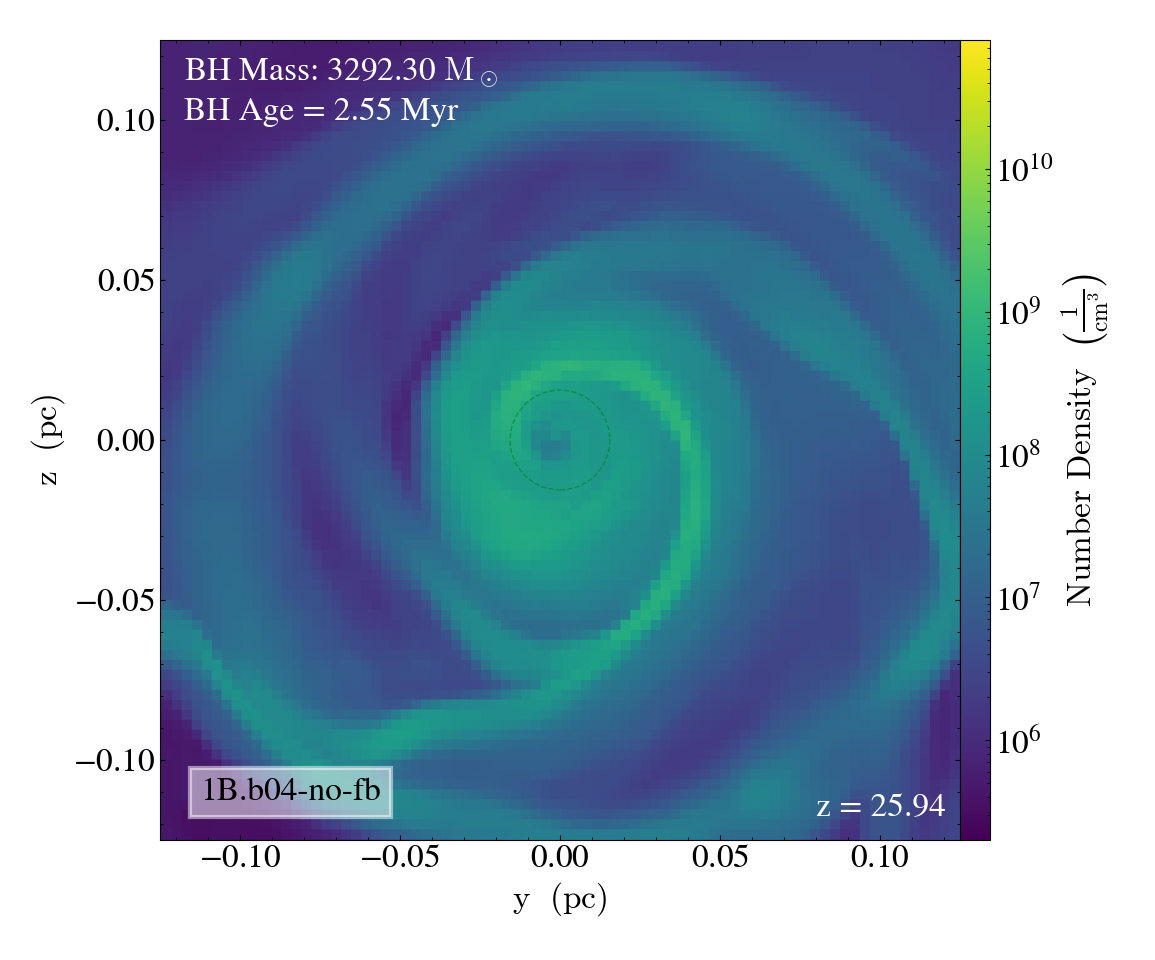 BH Mass: 3292.30 M⊙
BH Age = 2.55 Myr
0.10
0.05
0.00
−0.05
−0.10
z (pc)
1B.b04-no-fb
z = 25.94
−0.10 −0.05 0.00 0.05 0.10
y (pc)
10^10
10^9
10^8
10^7
10^6
Number Density (1/cm^3)